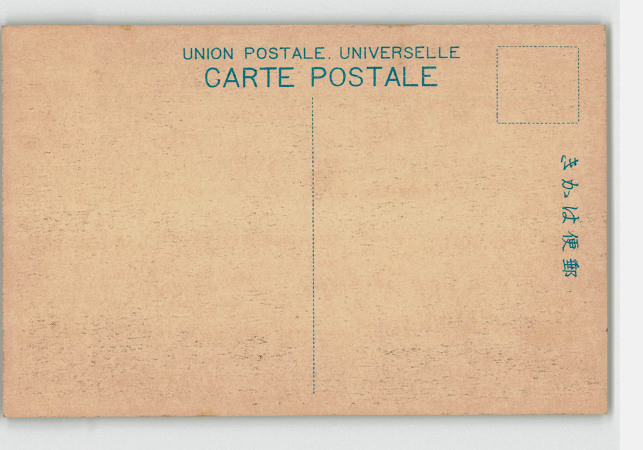 UNION POSTALE. UNIVERSELLE
CARTE POSTALE
きかは便郵